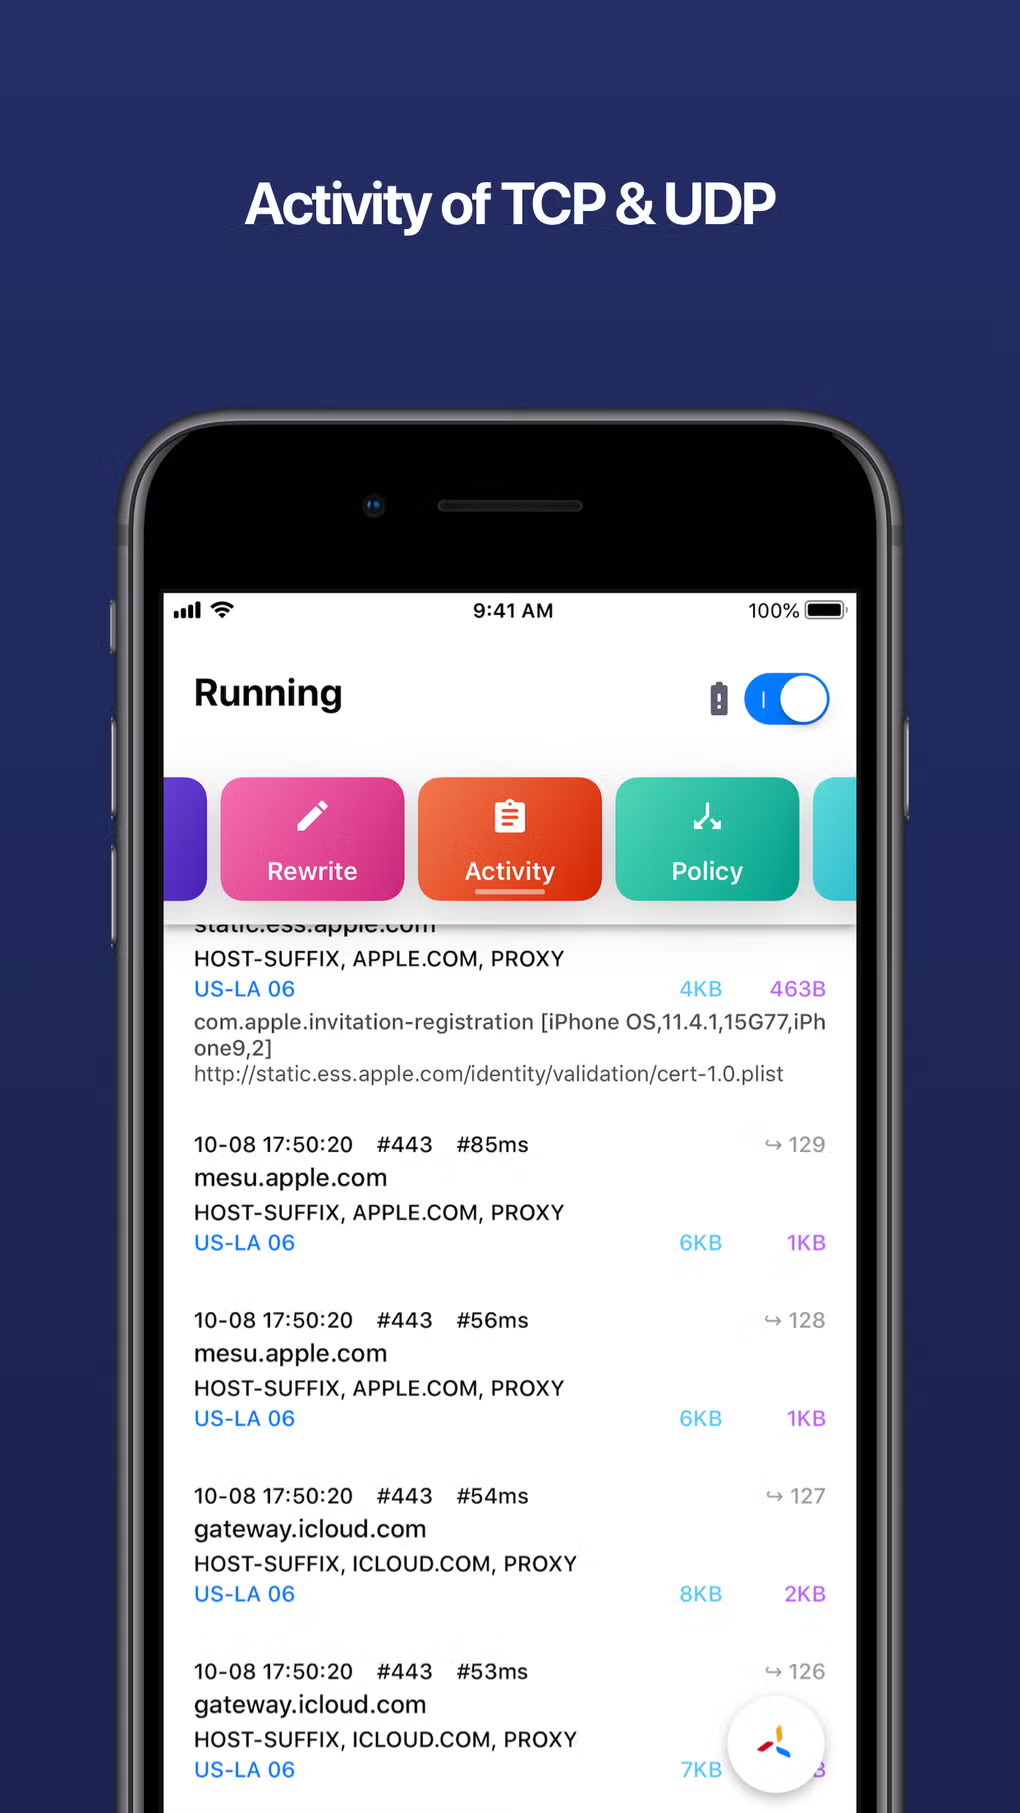 Activity of TCP & UDP
9:41 AM
100%
Running
Rewrite
Activity
Policy
static.ess.apple.com
HOST-SUFFIX, APPLE.COM, PROXY
US-LA 06 4KB 463B
com.apple.invitation-registration [iPhone OS,11.4.1,15G77,iPh
one9,2]
http://static.ess.apple.com/identity/validation/cert-1.0.plist
10-08 17:50:20 #443 #85ms ↪ 129
mesu.apple.com
HOST-SUFFIX, APPLE.COM, PROXY
US-LA 06 6KB 1KB
10-08 17:50:20 #443 #56ms ↪ 128
mesu.apple.com
HOST-SUFFIX, APPLE.COM, PROXY
US-LA 06 6KB 1KB
10-08 17:50:20 #443 #54ms ↪ 127
gateway.icloud.com
HOST-SUFFIX, ICLOUD.COM, PROXY
US-LA 06 8KB 2KB
10-08 17:50:20 #443 #53ms ↪ 126
gateway.icloud.com
HOST-SUFFIX, ICLOUD.COM, PROXY
US-LA 06 7KB